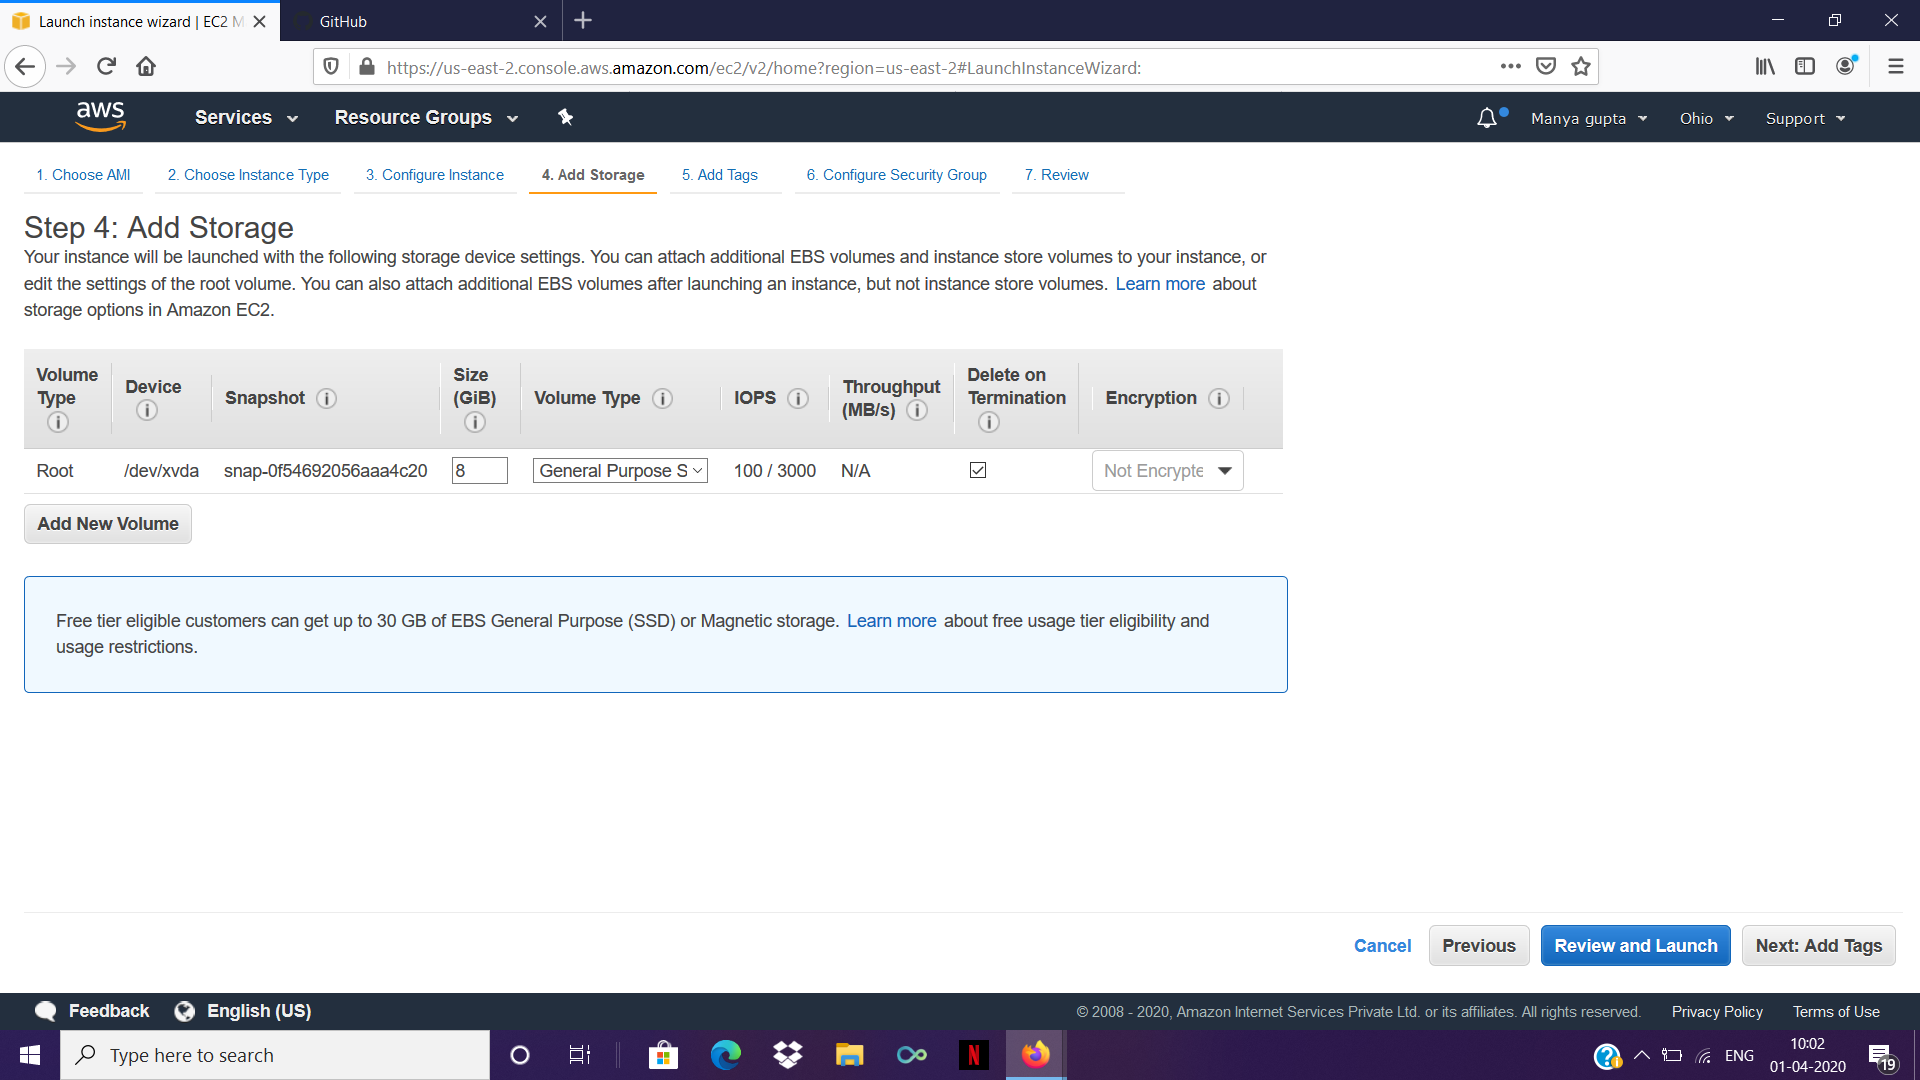 Launch instance wizard | EC2 M
GitHub
https://us-east-2.console.aws.amazon.com/ec2/v2/home?region=us-east-2#LaunchInstanceWizard:
aws
Services
Resource Groups
Manya gupta
Ohio
Support
1. Choose AMI
2. Choose Instance Type
3. Configure Instance
4. Add Storage
5. Add Tags
6. Configure Security Group
7. Review
Step 4: Add Storage
Your instance will be launched with the following storage device settings. You can attach additional EBS volumes and instance store volumes to your instance, or
edit the settings of the root volume. You can also attach additional EBS volumes after launching an instance, but not instance store volumes. Learn more about
storage options in Amazon EC2.
Volume Type
Device
Snapshot
Size (GiB)
Volume Type
IOPS
Throughput (MB/s)
Delete on Termination
Encryption
Root
/dev/xvda
snap-0f54692056aaa4c20
8
General Purpose S
100 / 3000
N/A
Not Encrypte
Add New Volume
Free tier eligible customers can get up to 30 GB of EBS General Purpose (SSD) or Magnetic storage. Learn more about free usage tier eligibility and
usage restrictions.
Cancel
Previous
Review and Launch
Next: Add Tags
Feedback
English (US)
© 2008 - 2020, Amazon Internet Services Private Ltd. or its affiliates. All rights reserved.
Privacy Policy
Terms of Use
Type here to search
N
ENG
10:02
01-04-2020
19